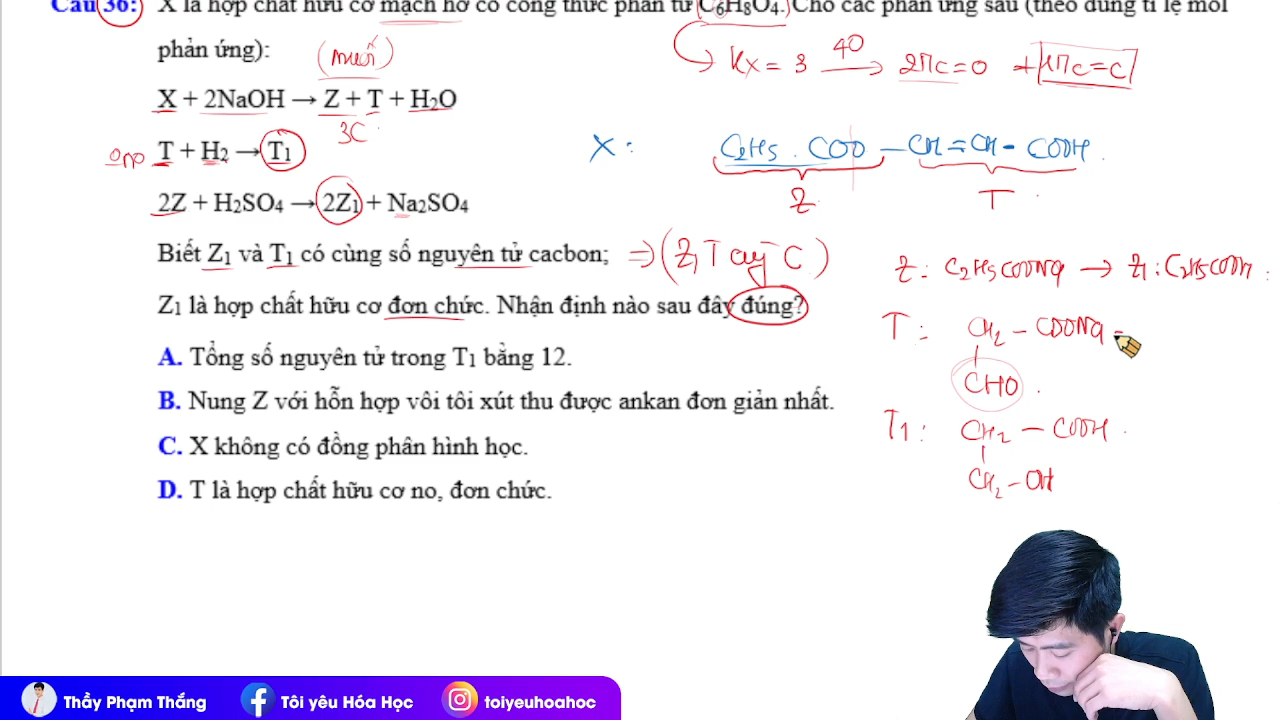 Câu 36: X là hợp chất hữu cơ mạch hở có công thức phân tử C6H8O4. Cho các phản ứng sau (theo đúng tỉ lệ mol
phản ứng):
(muối)
kx = 3 40 → 2πc=0 + 1πc=c
X + 2NaOH → Z + T + H2O
3C
ono T + H2 → T1
X: C2H5.COO – CH = CH – COOH
Z T
2Z + H2SO4 → 2Z1 + Na2SO4
Biết Z1 và T1 có cùng số nguyên tử cacbon; ⇒ (Z, T cùng C)
Z: C2H5COONa → Z1: C2H5COOH
Z1 là hợp chất hữu cơ đơn chức. Nhận định nào sau đây đúng?
T: CH2 – COONa
CHO
A. Tổng số nguyên tử trong T1 bằng 12.
B. Nung Z với hỗn hợp vôi tôi xút thu được ankan đơn giản nhất.
T1: CH2 – COOH
CH2 – OH
C. X không có đồng phân hình học.
D. T là hợp chất hữu cơ no, đơn chức.
Thầy Phạm Thắng Tôi yêu Hóa Học toiyeuhoahoc